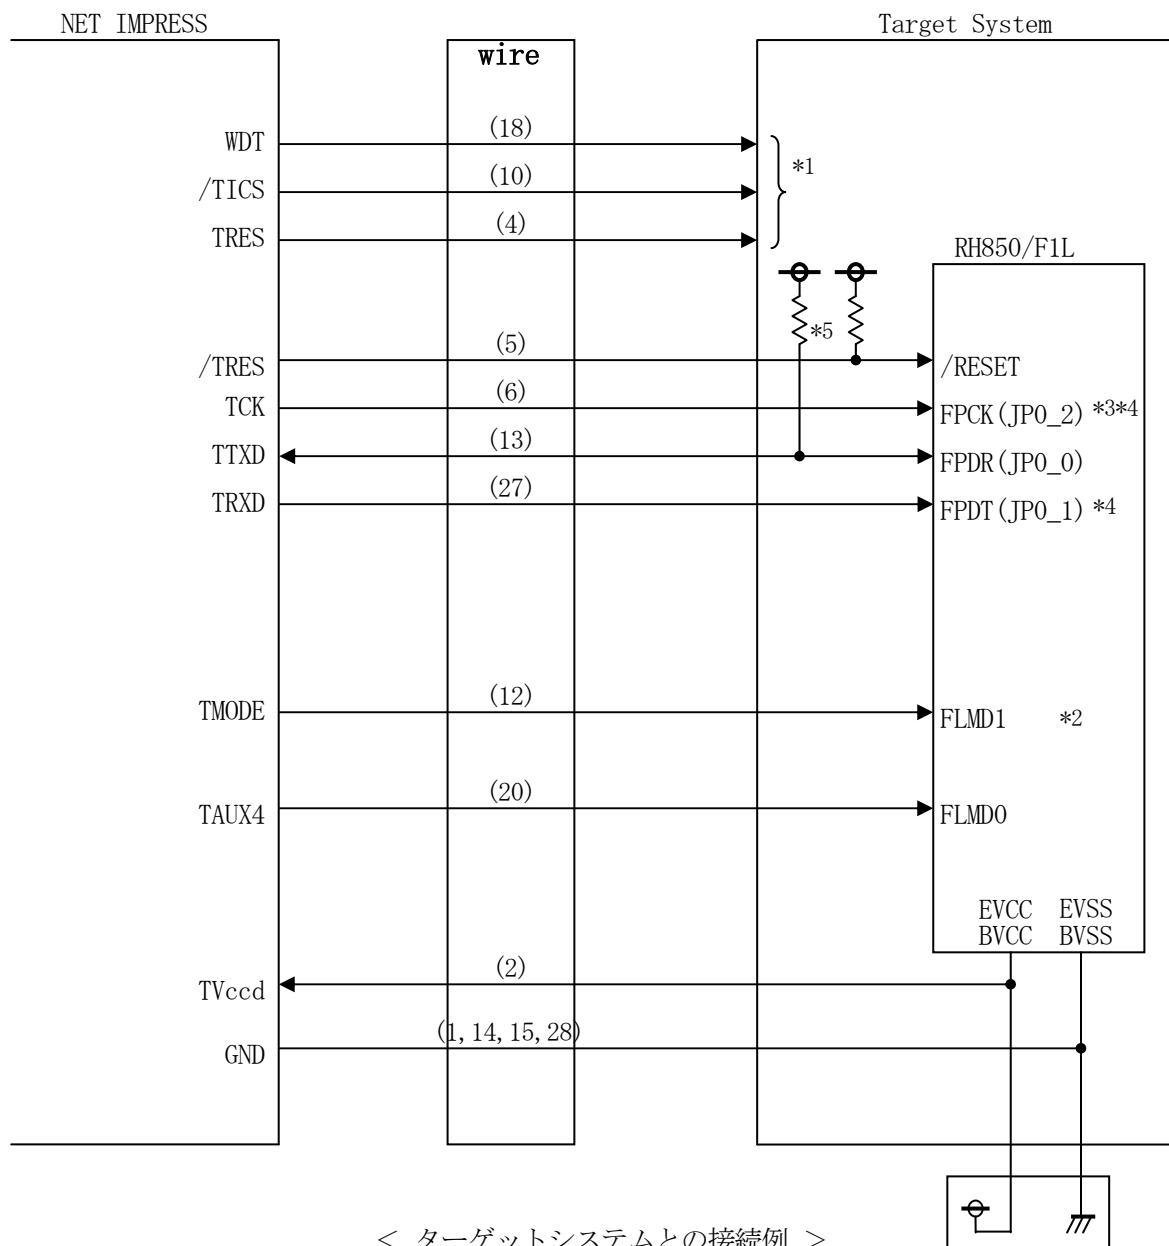 NET IMPRESS
Target System
wire
WDT
(18)
*1
/TICS
(10)
TRES
(4)
RH850/F1L
*5
/TRES
(5)
/RESET
TCK
(6)
FPCK(JP0_2) *3*4
TTXD
(13)
FPDR(JP0_0)
TRXD
(27)
FPDT(JP0_1) *4
TMODE
(12)
FLMD1 *2
TAUX4
(20)
FLMD0
EVCC EVSS
BVCC BVSS
TVccd
(2)
GND
(1,14,15,28)
< ターゲットシステムとの接続例 >